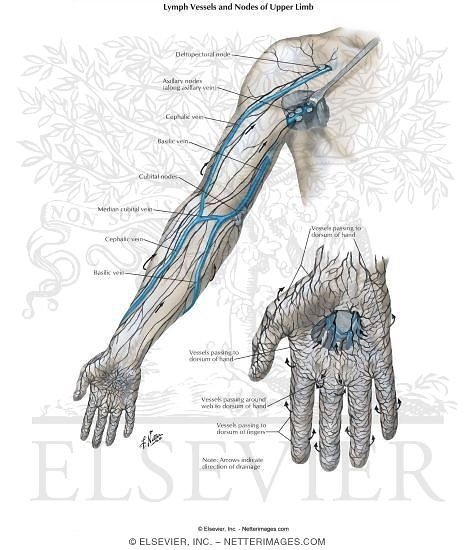 Lymph Vessels and Nodes of Upper Limb
Deltopectoral node
Axillary nodes
(along axillary vein)
Cephalic vein
Basilic vein
Cubital nodes
Median cubital vein
Cephalic vein
Basilic vein
Vessels passing to
dorsum of hand
Vessels passing to
dorsum of hand
Vessels passing around
web to dorsum of hand
Vessels passing to
dorsum of fingers
Note: Arrows indicate
direction of drainage
NON
ELSEVIER
© Elsevier, Inc. - Netterimages.com
© ELSEVIER, INC. – NETTERIMAGES.COM